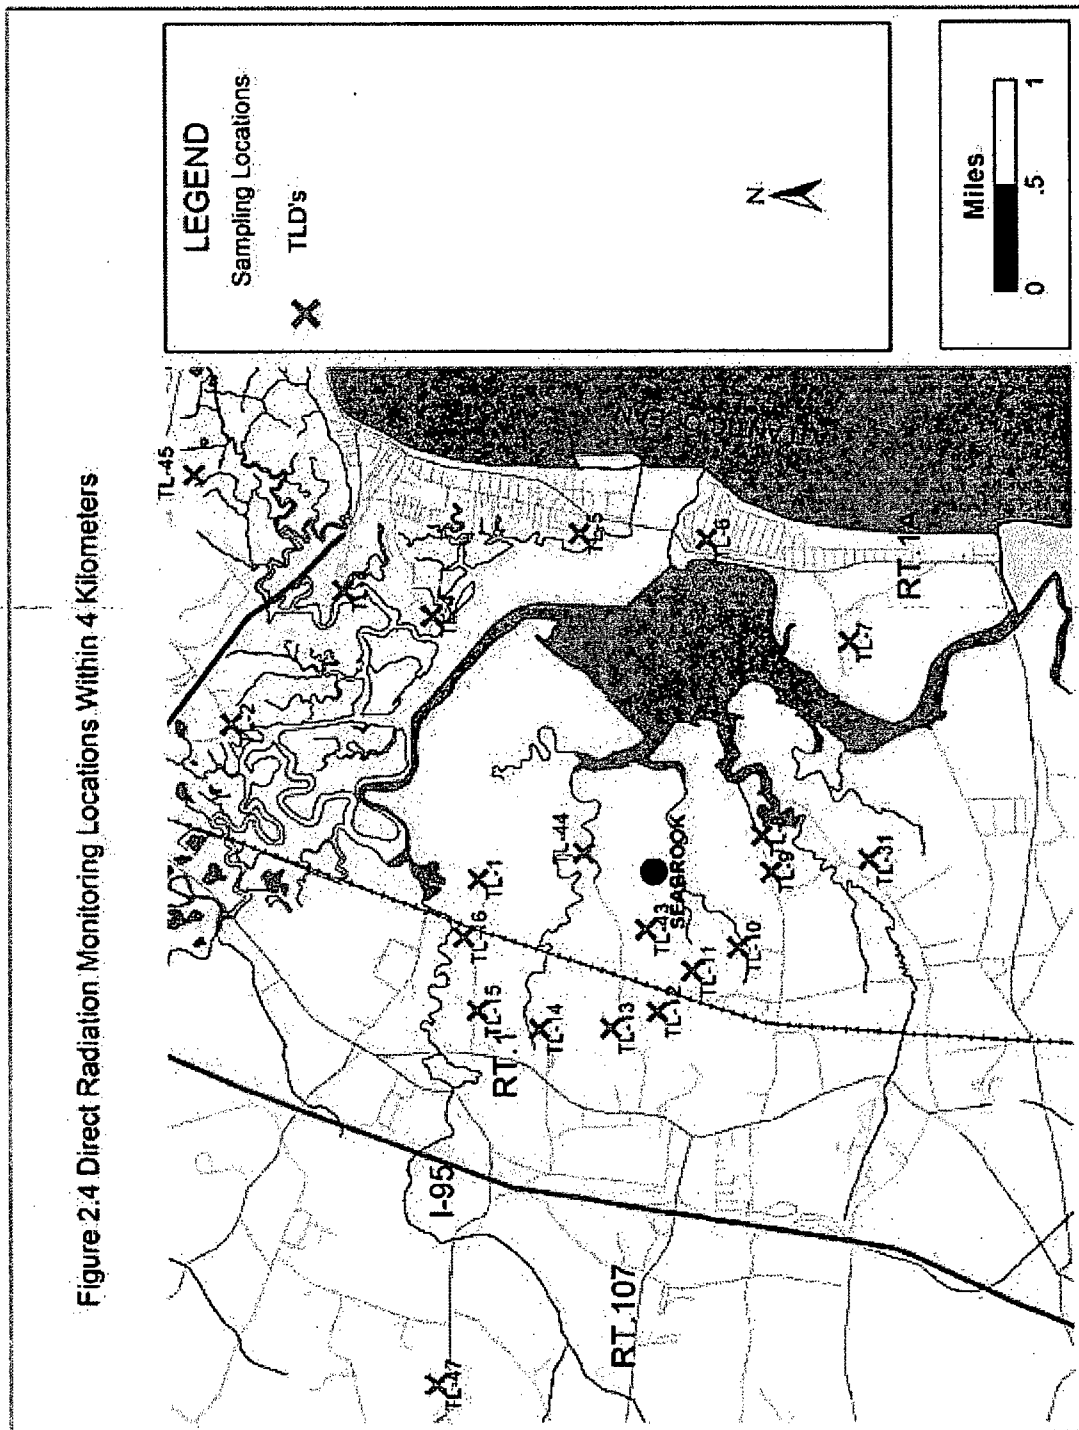 Figure 2.4 Direct Radiation Monitoring Locations Within 4 Kilometers
LEGEND
Sampling Locations
TLD's
N
Miles
0 .5 1
TL-45
TL-5
TL-7
RT. 1A
TL-44
TL-1
TL-16
TL-15
RT. 1
TL-14
TL-13
TL-12
TL-11
TL-10
TL-43
SEABROOK
TL-9
TL-31
I-95
RT. 107
TL-47